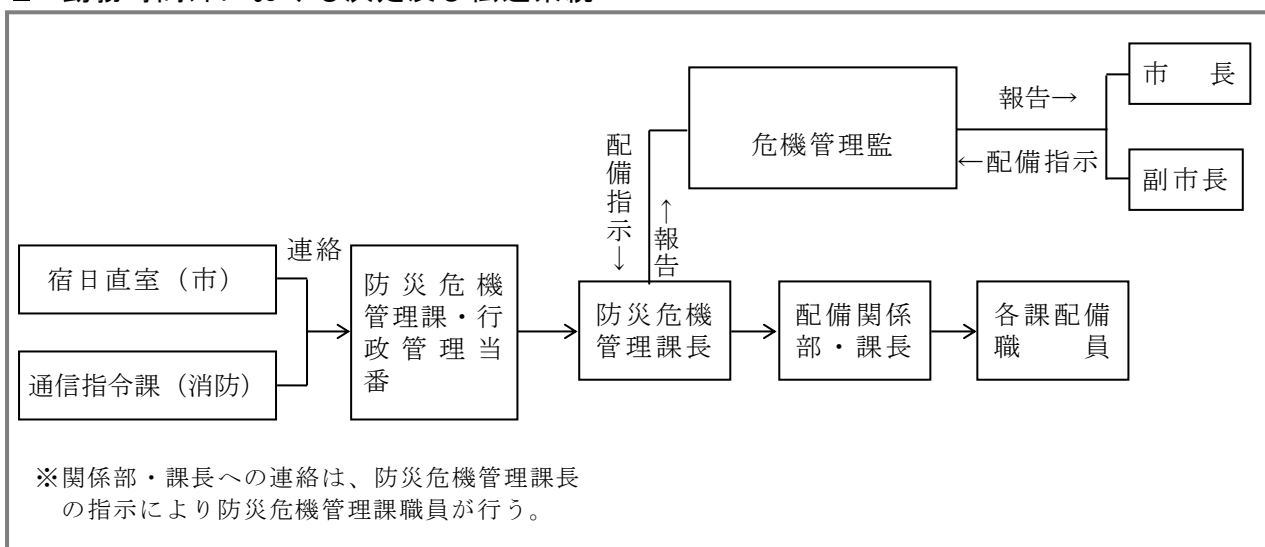 市　長
報告→
危機管理監
←配備指示
副市長
配備指示↓
↑報告
連絡
宿日直室（市）
防災危機
管理課・行
政管理当
番
防災危機
管理課長
配備関係
部・課長
各課配備
職　員
通信指令課（消防）
※関係部・課長への連絡は、防災危機管理課長
の指示により防災危機管理課職員が行う。